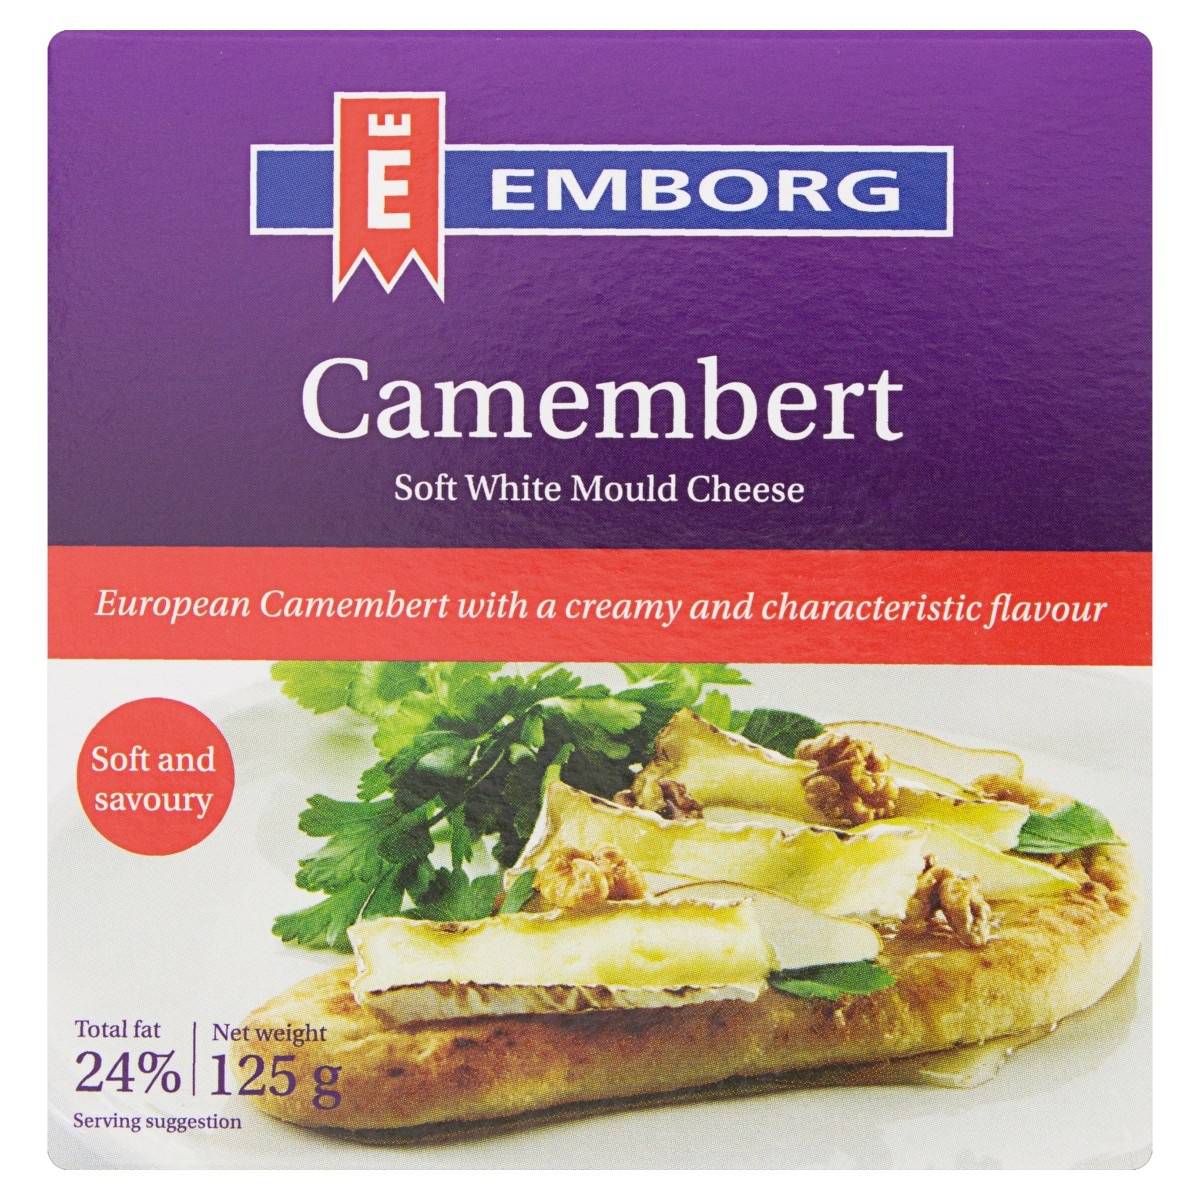 EMBORG
Camembert
Soft White Mould Cheese
European Camembert with a creamy and characteristic flavour
Soft and
savoury
Total fat
24%
Net weight
125 g
Serving suggestion